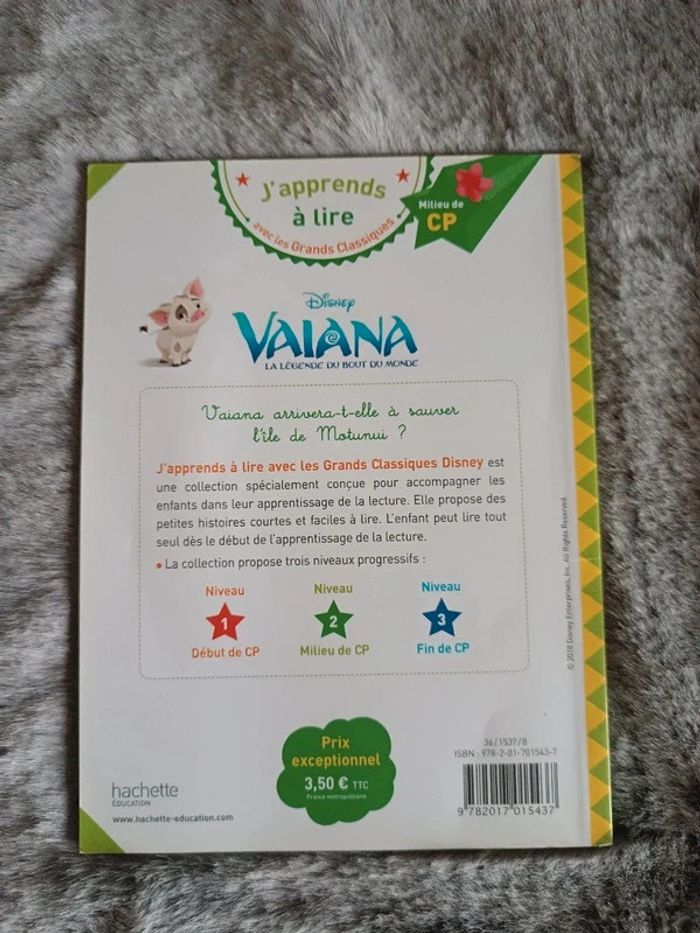 J'apprends
à lire
avec les Grands Classiques
Milieu de
CP
Disney
VAIANA
LA LÉGENDE DU BOUT DU MONDE
Vaiana arrivera-t-elle à sauver
l'île de Motunui ?
J'apprends à lire avec les Grands Classiques Disney est
une collection spécialement conçue pour accompagner les
enfants dans leur apprentissage de la lecture. Elle propose des
petites histoires courtes et faciles à lire. L'enfant peut lire tout
seul dès le début de l'apprentissage de la lecture.
• La collection propose trois niveaux progressifs :
Niveau Niveau Niveau
1 2 3
Début de CP Milieu de CP Fin de CP
© 2018 Disney Enterprises, Inc. All Rights Reserved
Prix
exceptionnel
3,50 € TTC
France métropolitaine
36/1537/8
ISBN : 978-2-01-701543-7
9 782017 015437
hachette
ÉDUCATION
www.hachette-education.com